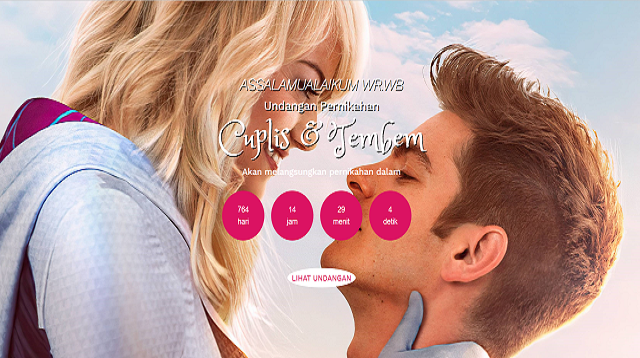 ASSALAMUALAIKUM WR.WB
Undangan Pernikahan
Cuplis & Tembem
Akan melangsungkan pernikahan dalam
764 14 29 4
hari jam menit detik
LIHAT UNDANGAN